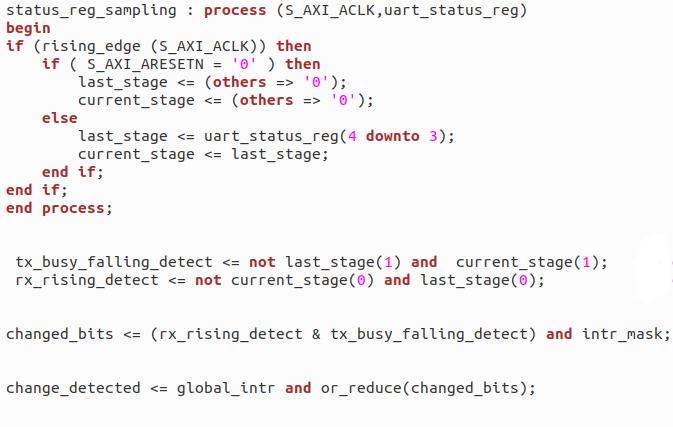 status_reg_sampling : process (S_AXI_ACLK,uart_status_reg)
begin
if (rising_edge (S_AXI_ACLK)) then
    if ( S_AXI_ARESETN = '0' ) then
        last_stage <= (others => '0');
        current_stage <= (others => '0');
    else
        last_stage <= uart_status_reg(4 downto 3);
        current_stage <= last_stage;
    end if;
end if;
end process;
 tx_busy_falling_detect <= not last_stage(1) and  current_stage(1);
 rx_rising_detect <= not current_stage(0) and last_stage(0);
changed_bits <= (rx_rising_detect & tx_busy_falling_detect) and intr_mask;
change_detected <= global_intr and or_reduce(changed_bits);